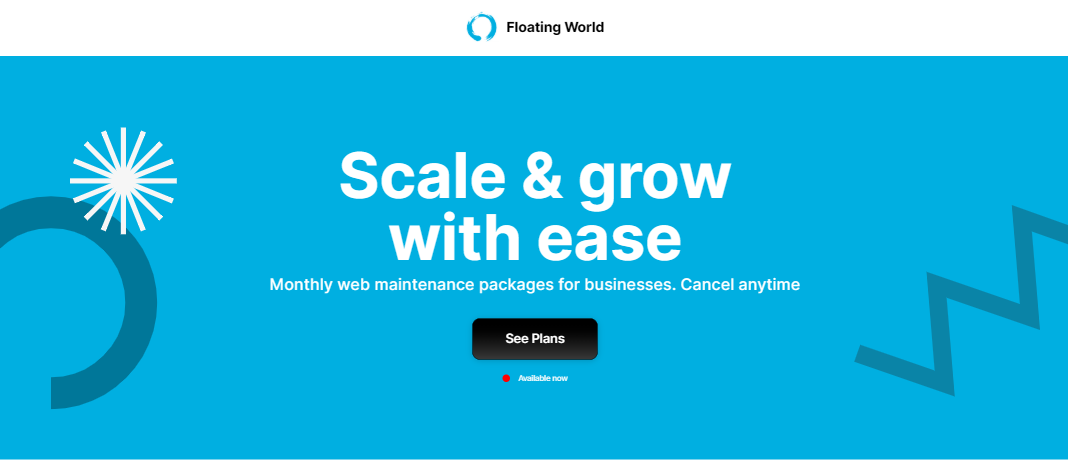 Floating World
Scale & grow
with ease
Monthly web maintenance packages for businesses. Cancel anytime
See Plans
Available now